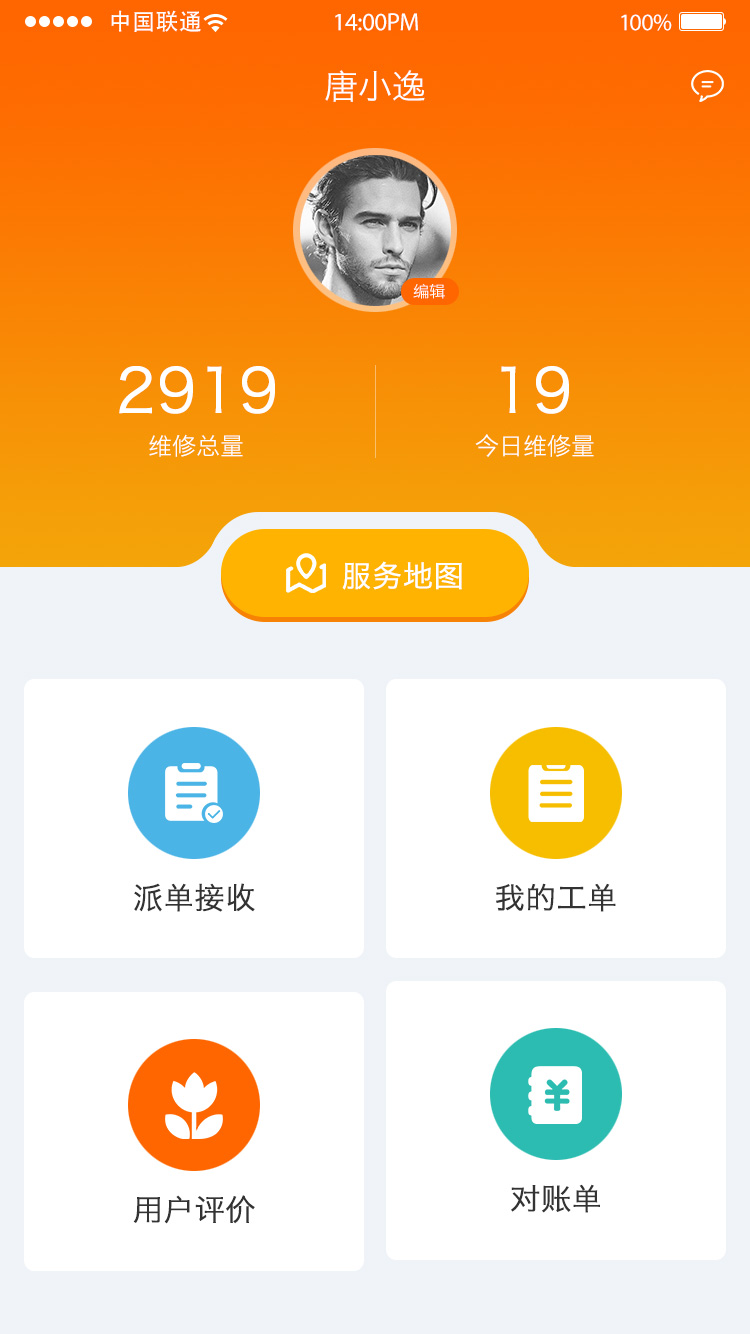 中国联通
14:00PM
100%
唐小逸
编辑
2919
19
维修总量
今日维修量
服务地图
派单接收
我的工单
用户评价
对账单